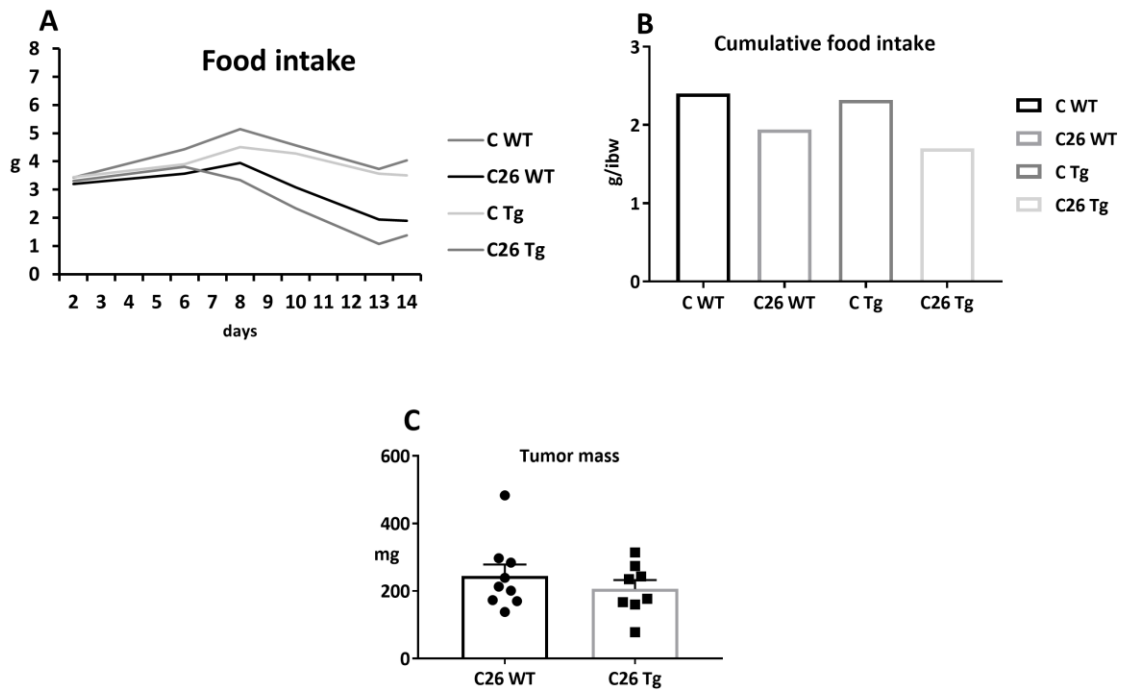 A
Food intake
8
7
6
5
4
3
2
1
0
g
2 3 4 5 6 7 8 9 10 11 12 13 14
days
C WT
C26 WT
C Tg
C26 Tg
B
Cumulative food intake
3
2
1
0
g/ibw
C WT C26 WT C Tg C26 Tg
C WT
C26 WT
C Tg
C26 Tg
C
Tumor mass
600
400
mg
200
0
C26 WT C26 Tg